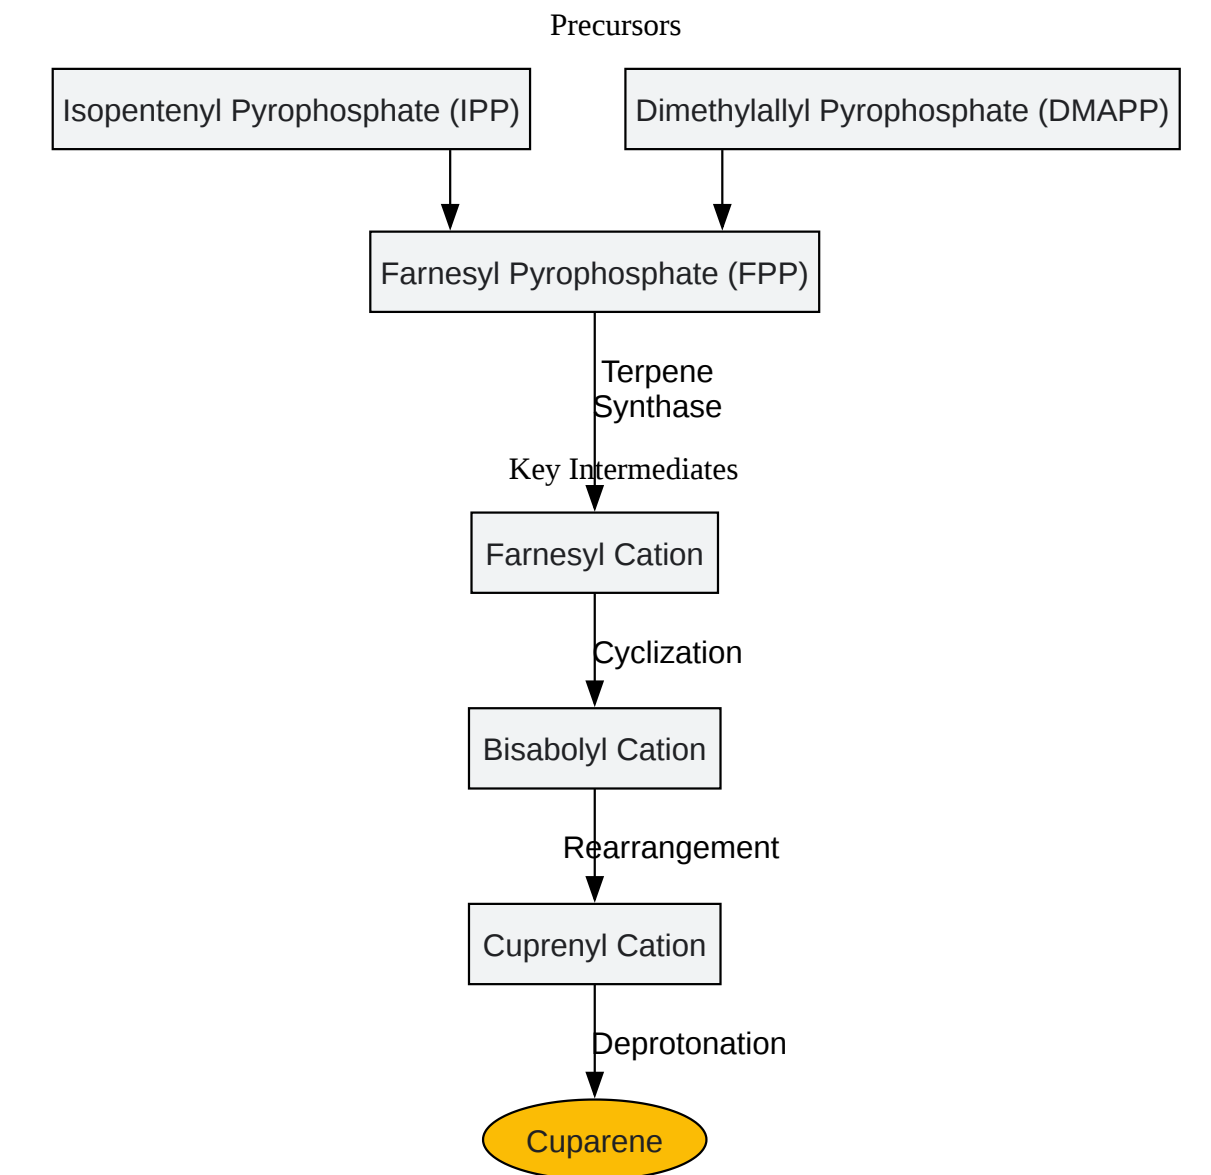 Precursors
Isopentenyl Pyrophosphate (IPP)
Dimethylallyl Pyrophosphate (DMAPP)
Farnesyl Pyrophosphate (FPP)
Terpene
Synthase
Key Intermediates
Farnesyl Cation
Cyclization
Bisabolyl Cation
Rearrangement
Cuprenyl Cation
Deprotonation
Cuparene